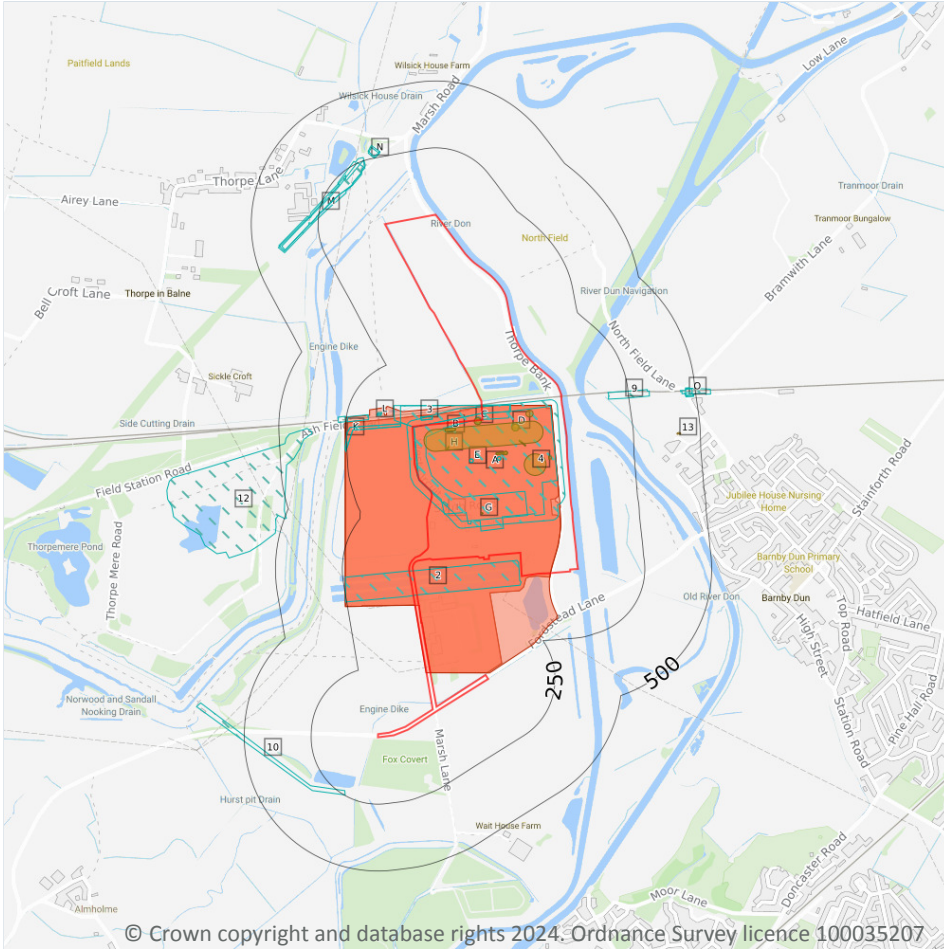 Paitfield Lands
Wilsick House Farm
Low Lane
Wilsick House Drain
Marsh Road
N
Thorpe Lane
M
Airey Lane
Tranmoor Drain
Tranmoor Bungalow
River Don
North Field
Bramwith Lane
Bell Croft Lane
Thorpe in Balne
River Dun Navigation
Engine Dike
North Field Lane
Thorpe Bank
Sickle Croft
9
O
3
Side Cutting Drain
Ash Field
D
13
H
A
4
Field Station Road
12
G
Stainforth Road
Jubilee House Nursing
Home
Thorpemere Pond
Thorpe Mere Road
Barnby Dun Primary
School
2
Barnby Dun
Old River Don
Top Road
Hatfield Lane
Fordstead Lane
High Street
250
500
Norwood and Sandall
Nooking Drain
Engine Dike
Station Road
Pine Hall Road
10
Marsh Lane
Fox Covert
Hurst pit Drain
Wait House Farm
Doncaster Road
Moor Lane
Almholme
© Crown copyright and database rights 2024. Ordnance Survey licence 100035207